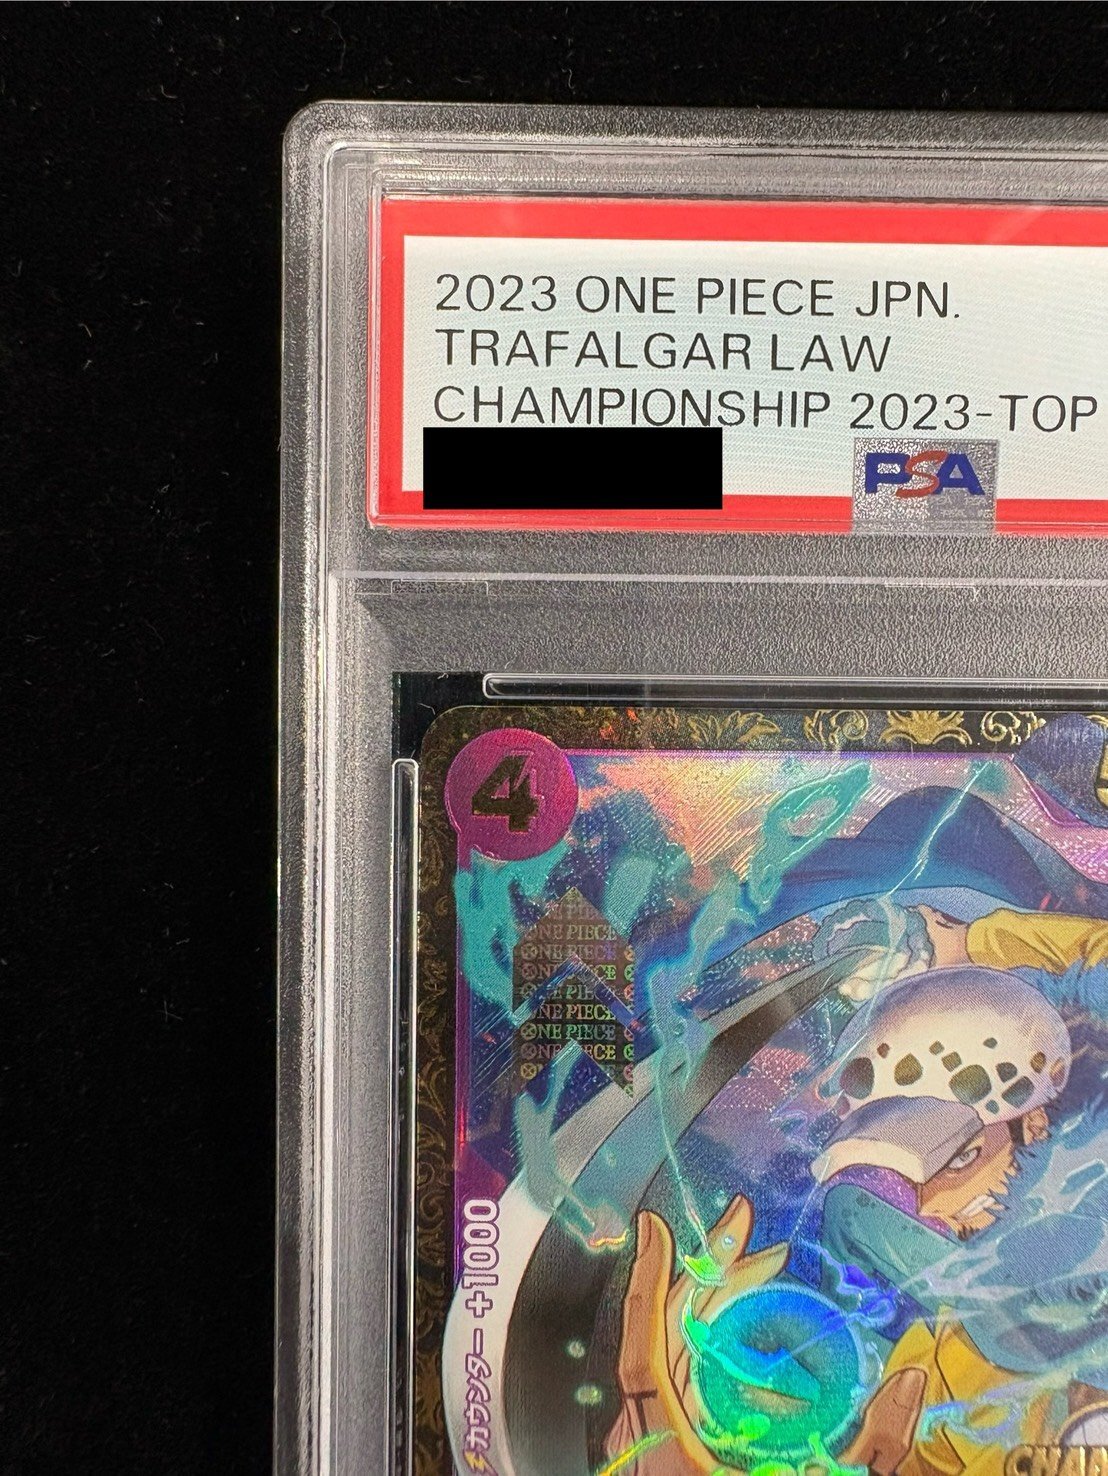 2023 ONE PIECE JPN.
TRAFALGAR LAW
CHAMPIONSHIP 2023-TOP
PSA
4
ONE PIECE
ONE PIECE
ONE PIECE
ONE PIECE
ONE PIECE
ONE PIECE
カウンター +1000